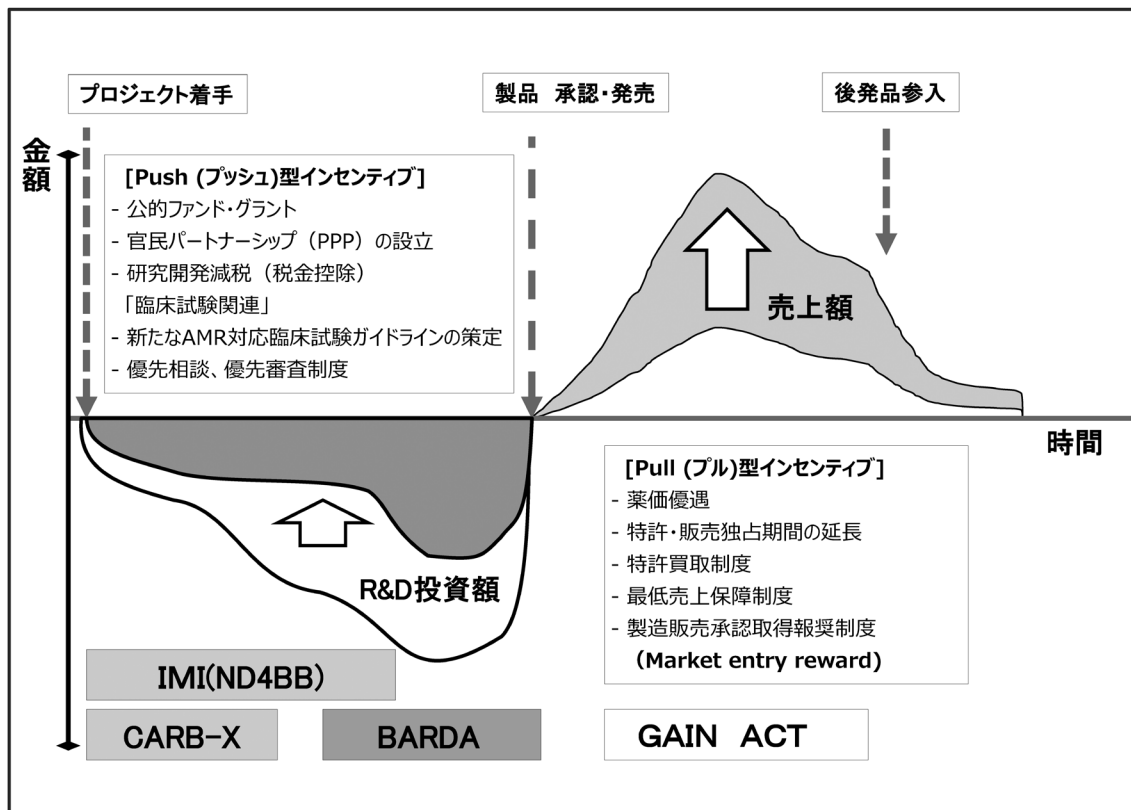 プロジェクト着手
製品 承認・発売
後発品参入
金額
[Push (プッシュ)型インセンティブ]
- 公的ファンド・グラント
- 官民パートナーシップ（PPP）の設立
- 研究開発減税（税金控除）
「臨床試験関連」
- 新たなAMR対応臨床試験ガイドラインの策定
- 優先相談、優先審査制度
売上額
時間
R&D投資額
[Pull (プル)型インセンティブ]
- 薬価優遇
- 特許・販売独占期間の延長
- 特許買取制度
- 最低売上保障制度
- 製造販売承認取得報奨制度
（Market entry reward)
IMI(ND4BB)
CARB-X
BARDA
GAIN ACT